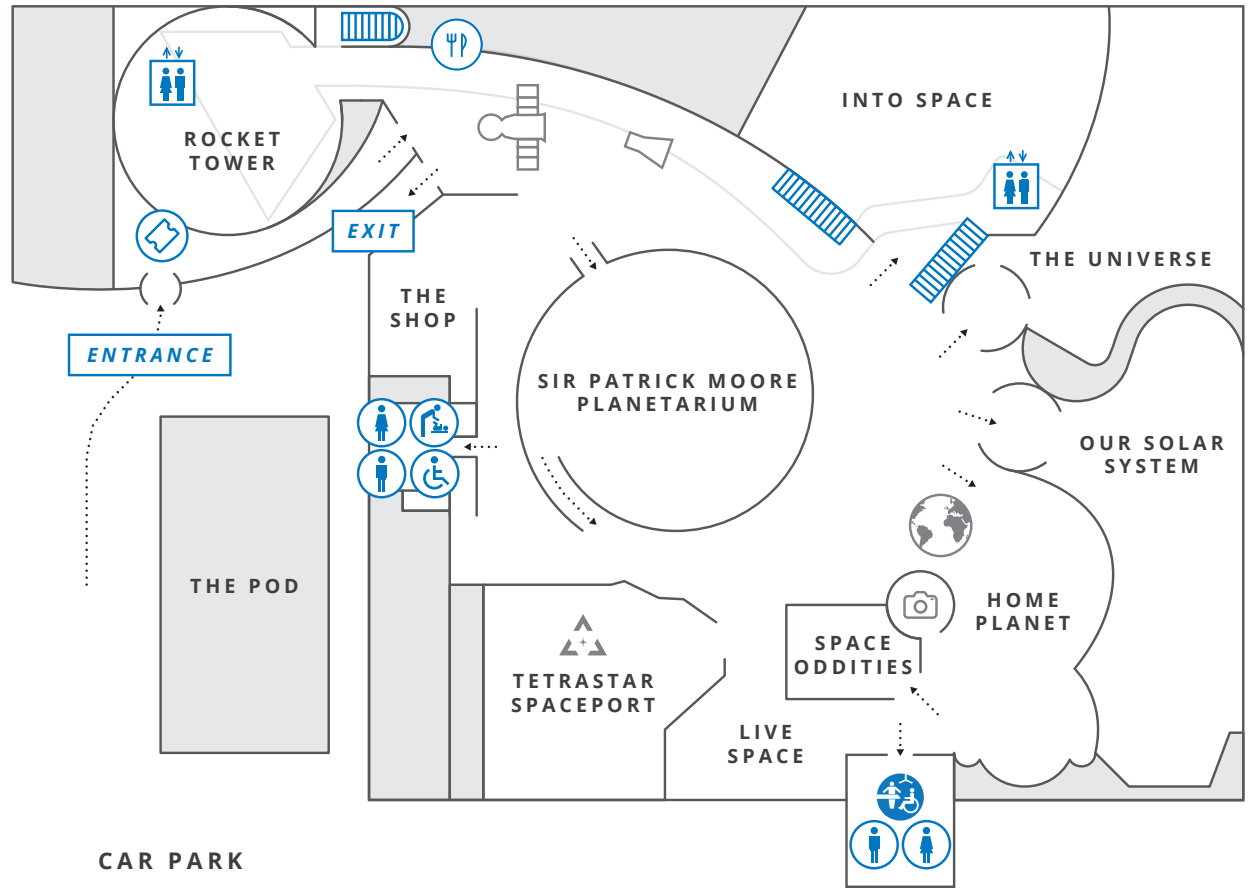 INTO SPACE
ROCKET
TOWER
EXIT
THE UNIVERSE
THE
SHOP
ENTRANCE
SIR PATRICK MOORE
PLANETARIUM
OUR SOLAR
SYSTEM
THE POD
HOME
PLANET
SPACE
ODDITIES
TETRASTAR
SPACEPORT
LIVE
SPACE
CAR PARK